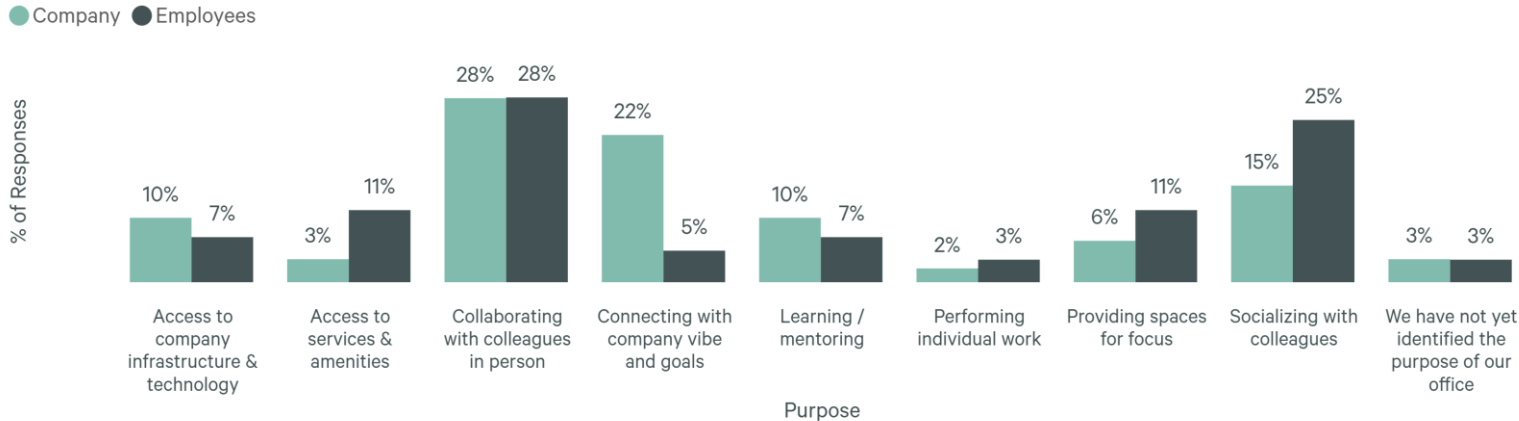 Company Employees
% of Responses
28% 28%
25%
22%
15%
11%
11%
10%
10%
7%
7%
6%
5%
3%
2%
3%
3%
3%
Access to
company
infrastructure &
technology
Access to
services &
amenities
Collaborating
with colleagues
in person
Connecting with
company vibe
and goals
Learning /
mentoring
Performing
individual work
Providing spaces
for focus
Socializing with
colleagues
We have not yet
identified the
purpose of our
office
Purpose